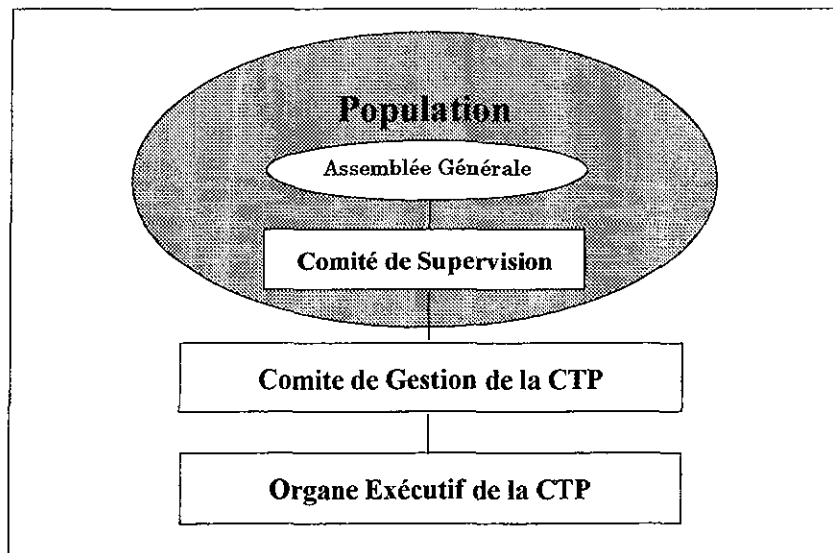 Population
Assemblée Générale
Comité de Supervision
Comite de Gestion de la CTP
Organe Exécutif de la CTP